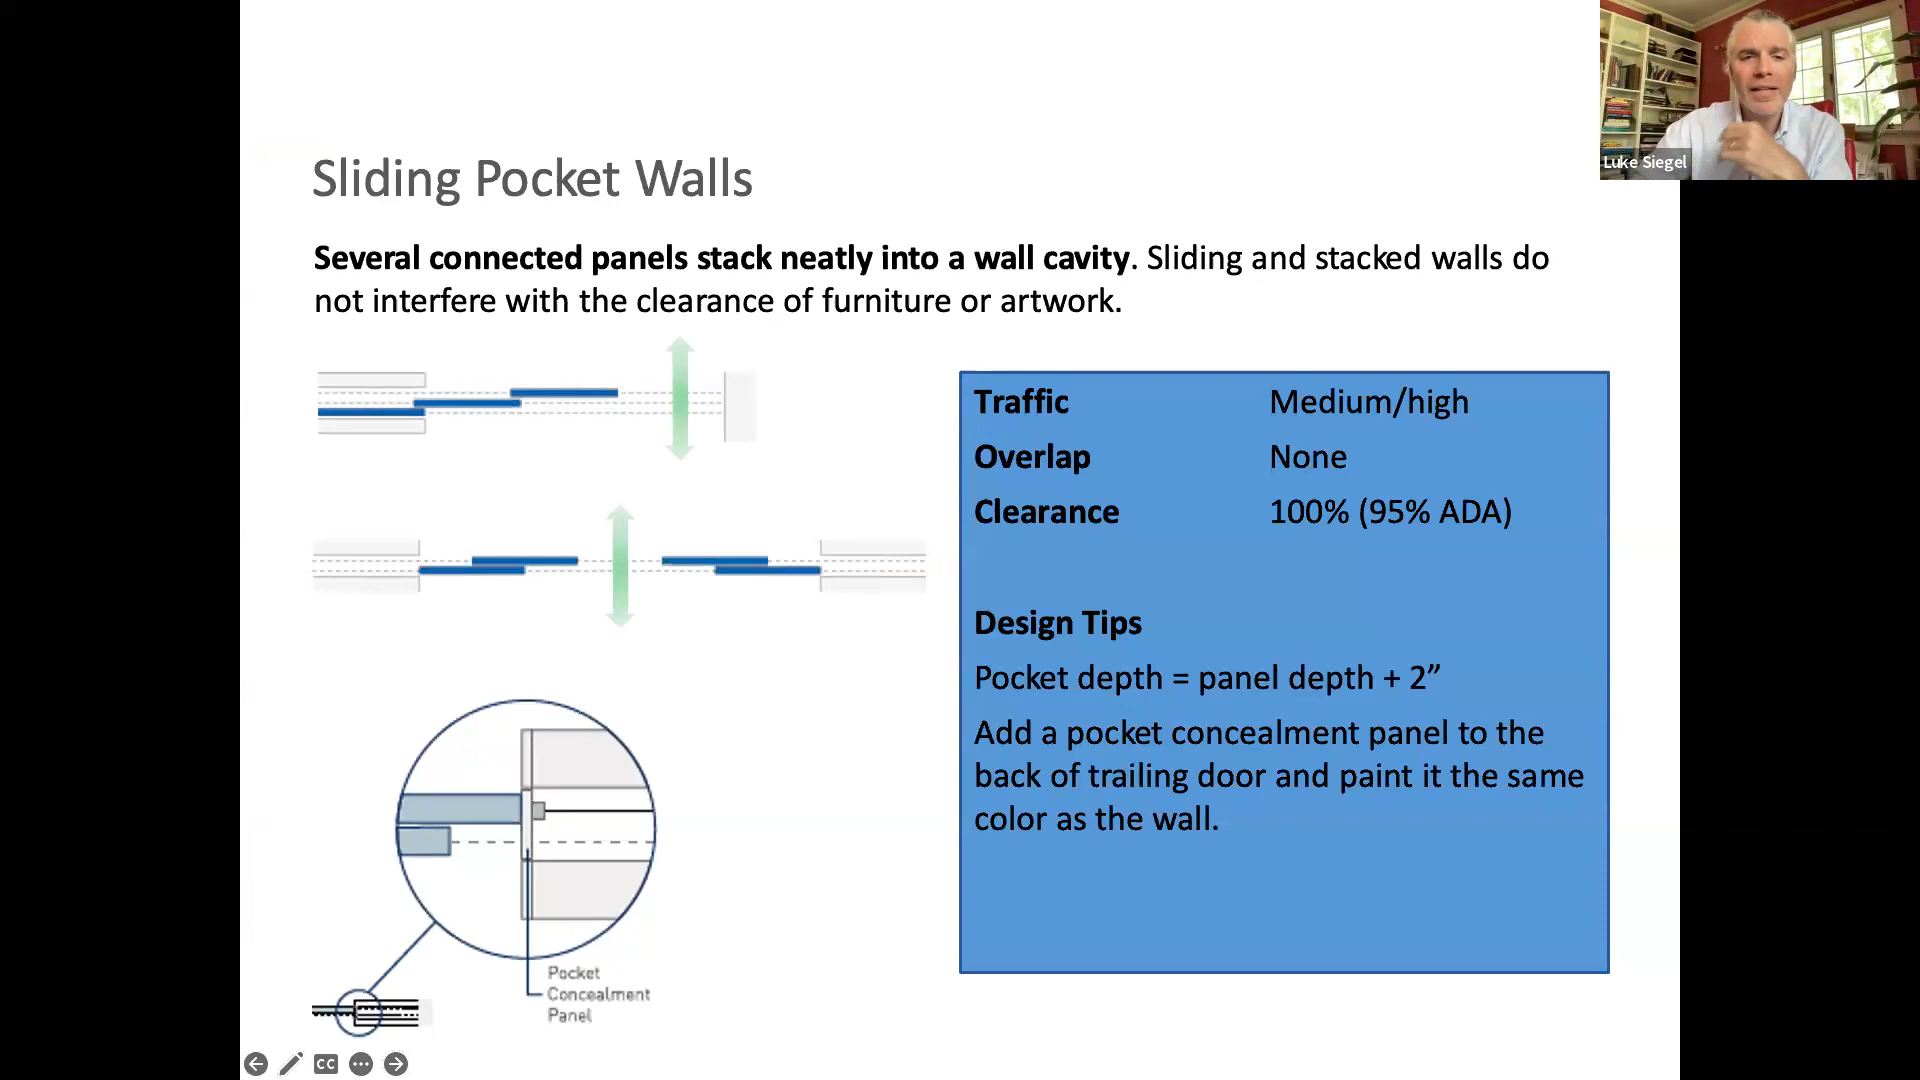 Luke Siegel
Sliding Pocket Walls
Several connected panels stack neatly into a wall cavity. Sliding and stacked walls do
not interfere with the clearance of furniture or artwork.
Traffic Medium/high
Overlap None
Clearance 100% (95% ADA)
Design Tips
Pocket depth = panel depth + 2”
Add a pocket concealment panel to the
back of trailing door and paint it the same
color as the wall.
Pocket
Concealment
Panel
CC